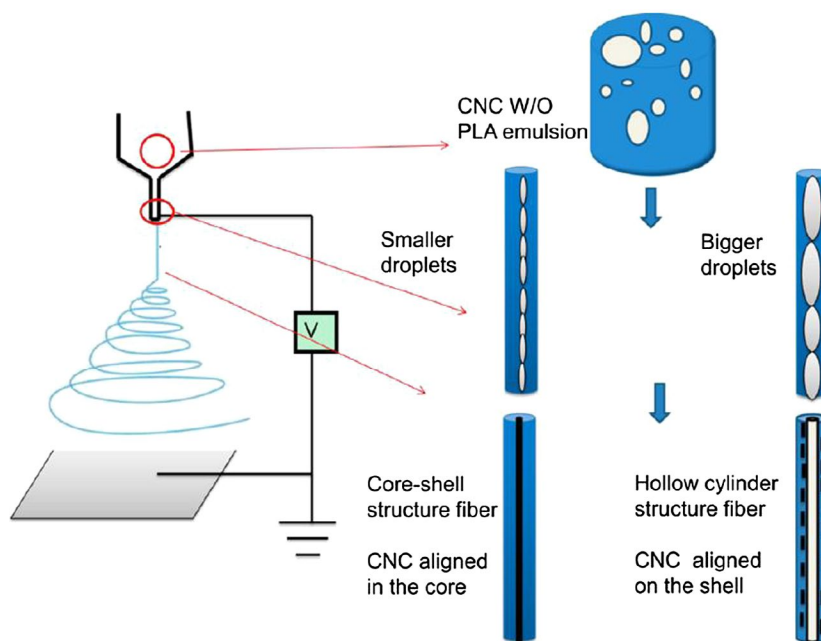 CNC W/O
PLA emulsion
Smaller
droplets
Bigger
droplets
V
Core-shell
structure fiber
CNC aligned
in the core
Hollow cylinder
structure fiber
CNC aligned
on the shell